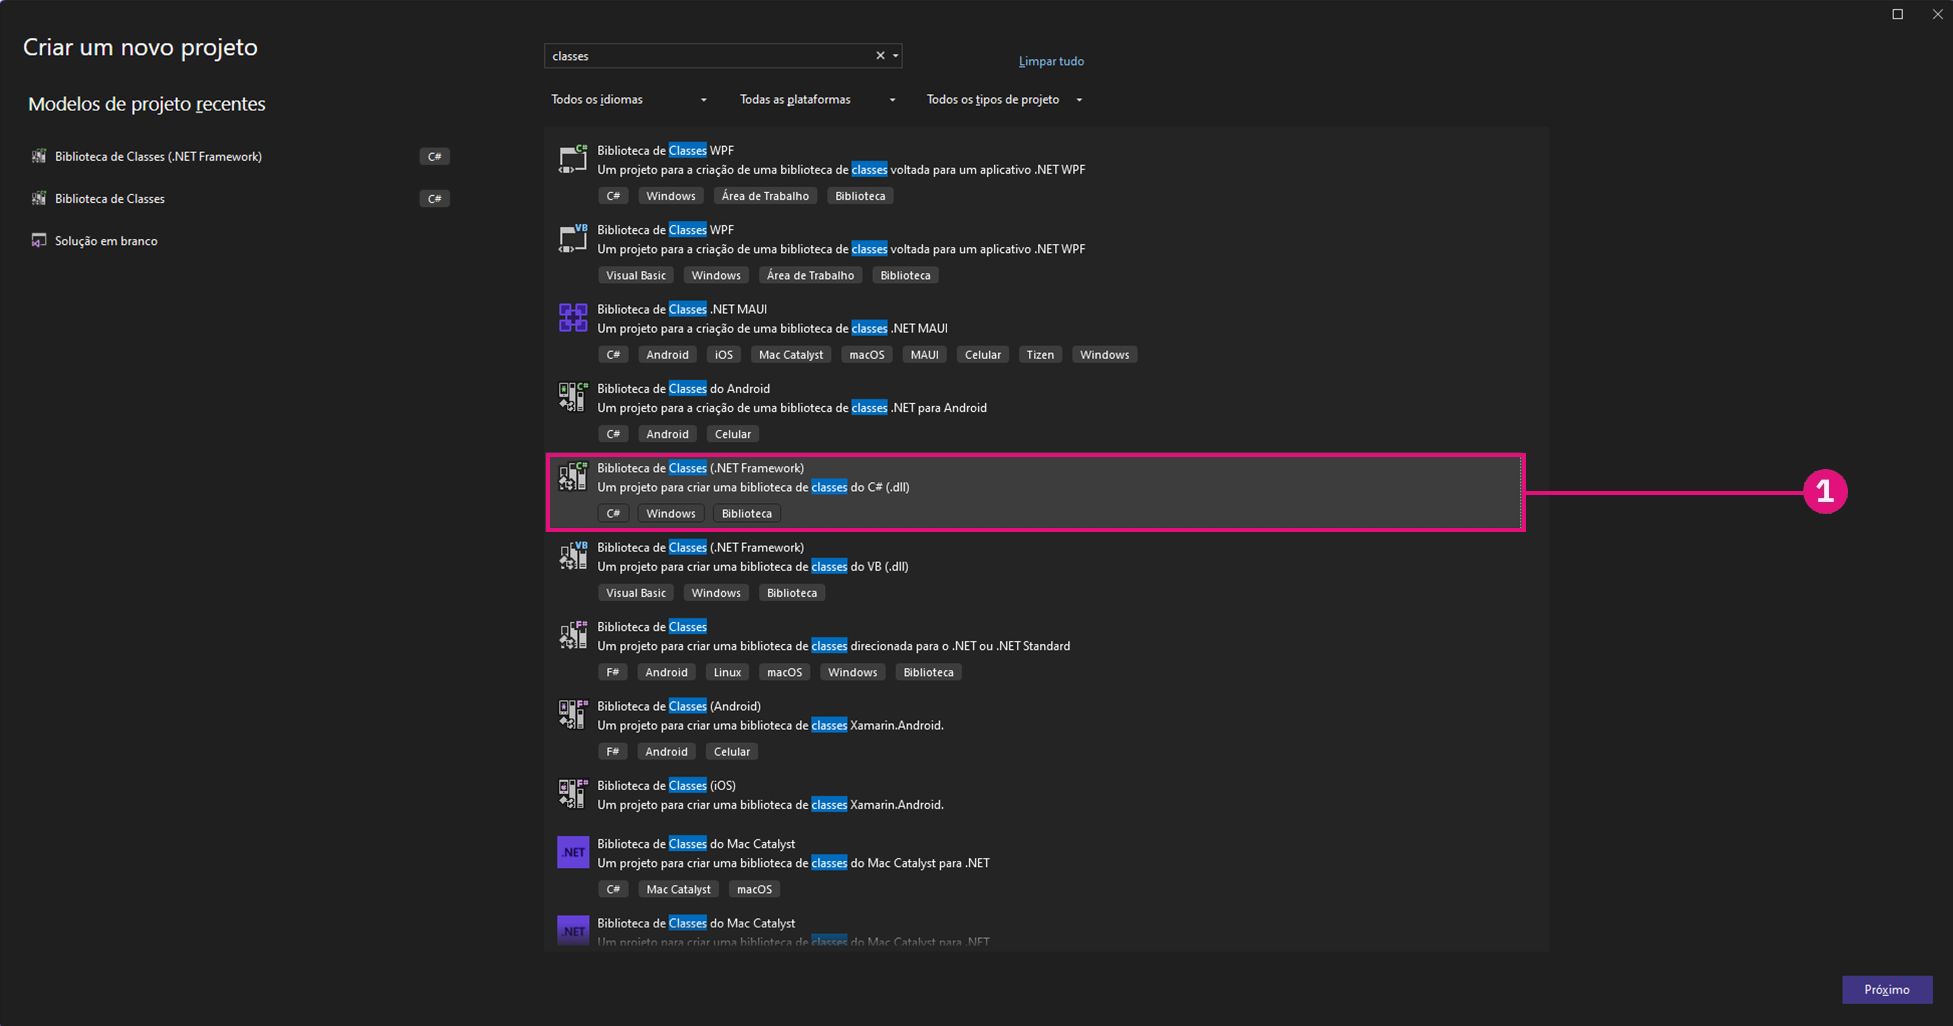 Criar um novo projeto
classes
Limpar tudo
Todos os idiomas
Todas as plataformas
Todos os tipos de projeto
Modelos de projeto recentes
Biblioteca de Classes (.NET Framework)
C#
Biblioteca de Classes
C#
Solução em branco
C#
Biblioteca de Classes WPF
Um projeto para a criação de uma biblioteca de classes voltada para um aplicativo .NET WPF
C# Windows Área de Trabalho Biblioteca
VB
Biblioteca de Classes WPF
Um projeto para a criação de uma biblioteca de classes voltada para um aplicativo .NET WPF
Visual Basic Windows Área de Trabalho Biblioteca
Biblioteca de Classes .NET MAUI
Um projeto para a criação de uma biblioteca de classes .NET MAUI
C# Android iOS Mac Catalyst macOS MAUI Celular Tizen Windows
C#
Biblioteca de Classes do Android
Um projeto para a criação de uma biblioteca de classes .NET para Android
C# Android Celular
C#
Biblioteca de Classes (.NET Framework)
Um projeto para criar uma biblioteca de classes do C# (.dll)
C# Windows Biblioteca
1
VB
Biblioteca de Classes (.NET Framework)
Um projeto para criar uma biblioteca de classes do VB (.dll)
Visual Basic Windows Biblioteca
F#
Biblioteca de Classes
Um projeto para criar uma biblioteca de classes direcionada para o .NET ou .NET Standard
F# Android Linux macOS Windows Biblioteca
F#
Biblioteca de Classes (Android)
Um projeto para criar uma biblioteca de classes Xamarin.Android.
F# Android Celular
F#
Biblioteca de Classes (iOS)
Um projeto para criar uma biblioteca de classes Xamarin.Android.
.NET
Biblioteca de Classes do Mac Catalyst
Um projeto para criar uma biblioteca de classes do Mac Catalyst para .NET
C# Mac Catalyst macOS
.NET
Biblioteca de Classes do Mac Catalyst
Um projeto para criar uma biblioteca de classes do Mac Catalyst para .NET
Próximo